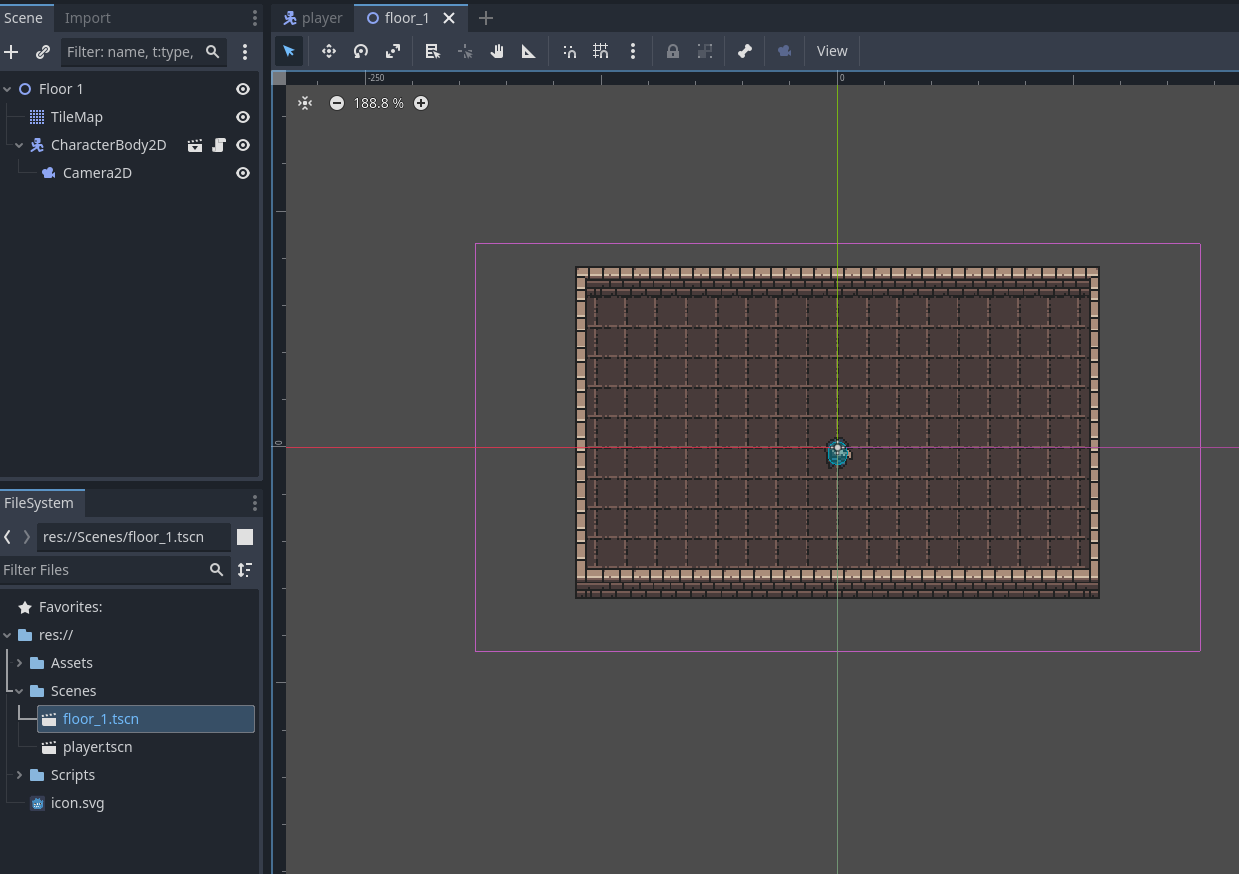 Scene Import
Filter: name, t:type,
Floor 1
TileMap
CharacterBody2D
Camera2D
FileSystem
res://Scenes/floor_1.tscn
Filter Files
Favorites:
res://
Assets
Scenes
floor_1.tscn
player.tscn
Scripts
icon.svg
player floor_1
View
-250 0
188.8 %
0